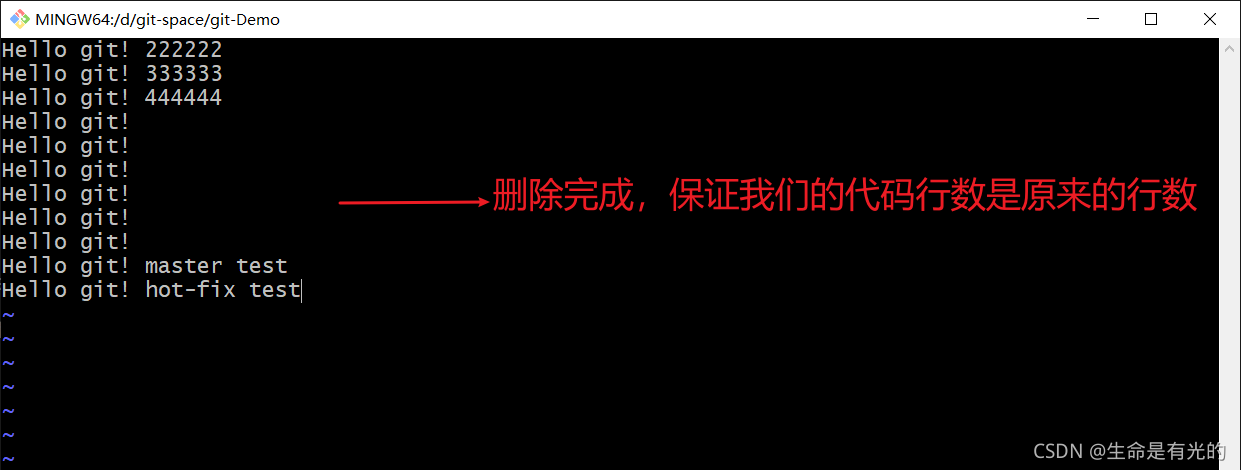 MINGW64:/d/git-space/git-Demo
Hello git! 222222
Hello git! 333333
Hello git! 444444
Hello git!
Hello git!
Hello git!
Hello git!
Hello git!
Hello git!
Hello git! master test
Hello git! hot-fix test
~
~
~
~
~
~
~
删除完成，保证我们的代码行数是原来的行数
CSDN @生命是有光的